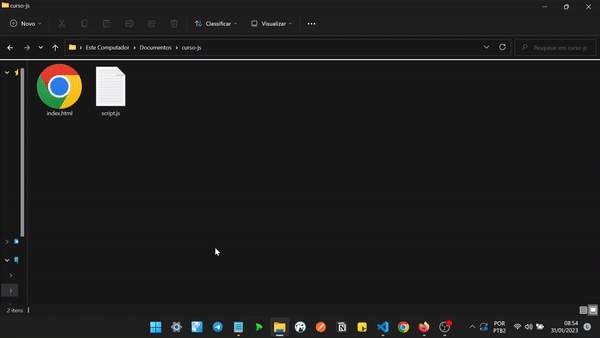 curso-js
Novo
Classificar
Visualizar
Este Computador > Documentos > curso-js
Pesquisar em curso-js
index.html
script.js
2 itens
POR
PTB2
08:54
31/01/2023